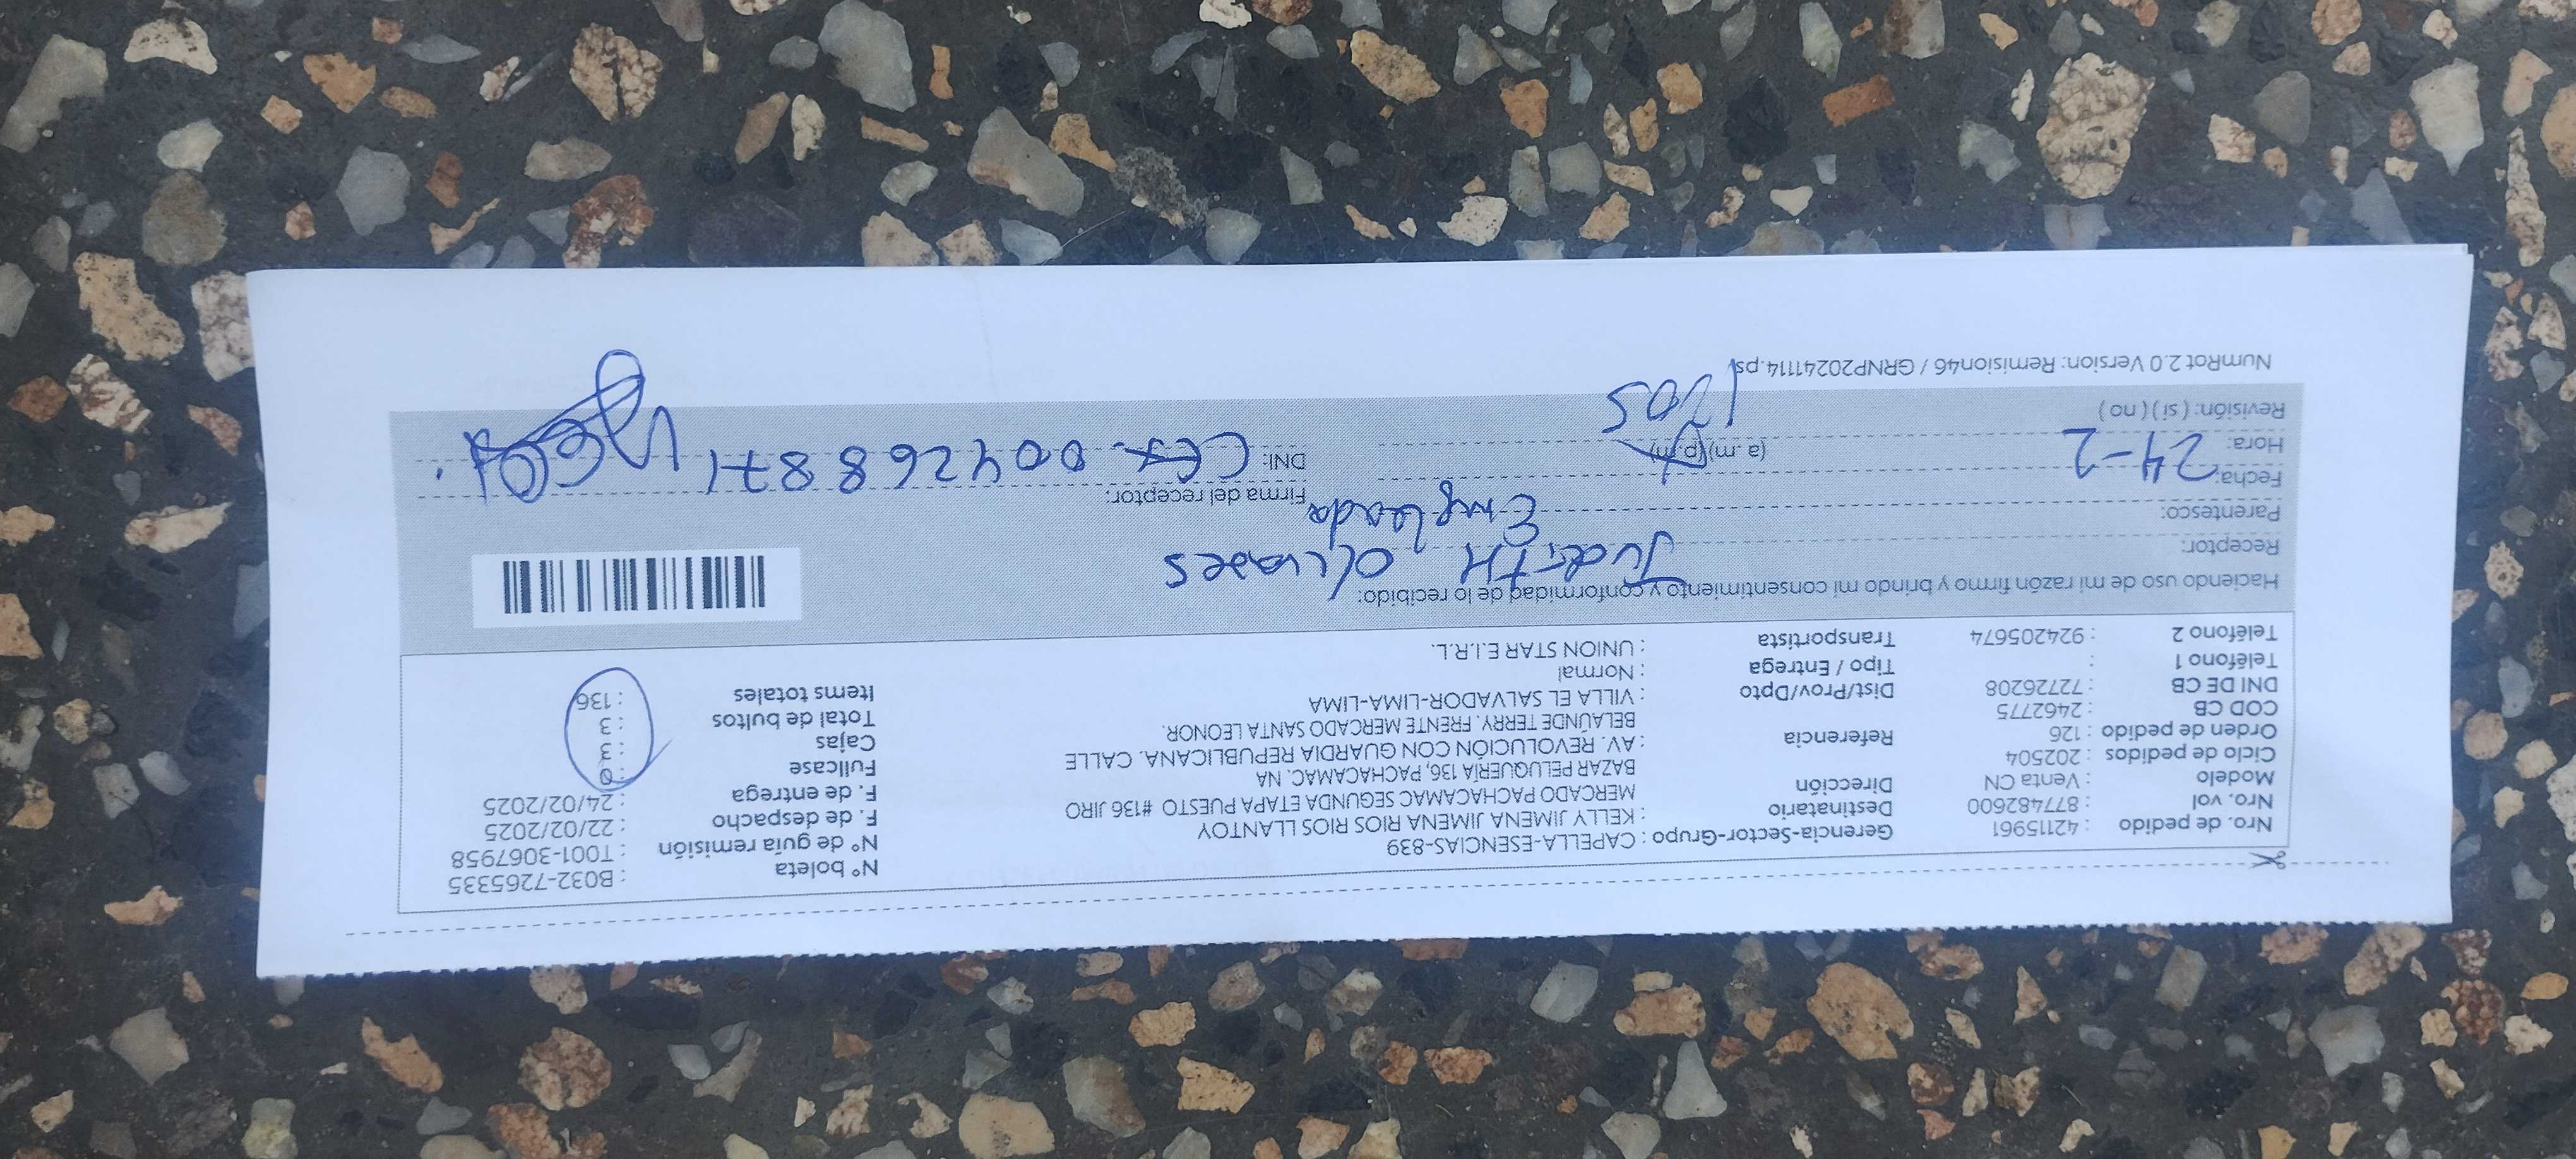 Nro. de pedido : 42115961 Gerencia-Sector-Grupo : CAPELLA-ESENCIAS-839 N° boleta : B032-7265335
Nro. vol : 877482600 Destinatario : KELLY JIMENA JIMENA RIOS RIOS LLANTOY N° de guía remisión : T001-3067958
Modelo : Venta CN Dirección MERCADO PACHACAMAC SEGUNDA ETAPA PUESTO #136 JIRO F. de despacho : 22/02/2025
BAZAR PELUQUERÍA 136, PACHACAMAC. NA F. de entrega : 24/02/2025
Ciclo de pedidos : 202504 Referencia : AV. REVOLUCIÓN CON GUARDIA REPUBLICANA. CALLE Fullcase : 0
Orden de pedido : 126 BELAÚNDE TERRY. FRENTE MERCADO SANTA LEONOR. Cajas : 3
COD CB : 2462775 Dist/Prov/Dpto : VILLA EL SALVADOR-LIMA-LIMA Total de bultos : 3
DNI DE CB : 72726208 Tipo / Entrega : Normal Items totales : 136
Teléfono 1 : Transportista : UNION STAR E.I.R.L.
Teléfono 2 : 924205674
Haciendo uso de mi razón firmo y brindo mi consentimiento y conformidad de lo recibido:
Receptor: Judith Olivares
Parentesco: Empleada
Fecha: 24-2 Firma del receptor:
Hora: (a .m) (p.m) 1205 DNI: CEX. 004268871
Revisión: ( si ) ( no )
NumRot 2.0 Version: Remision46 / GRNP20241114.ps